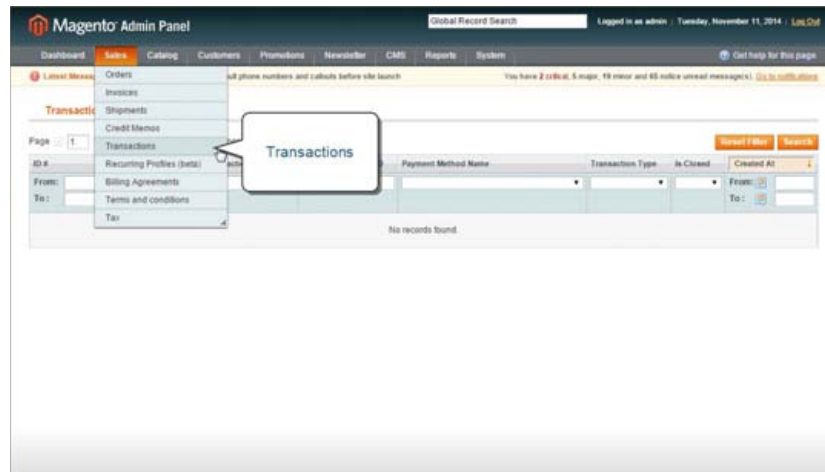 Magento Admin Panel
Global Record Search
Logged in as admin | Tuesday, November 11, 2014 | Log Out
Dashboard Sales Catalog Customers Promotions Newsletter CMS Reports System
Get help for this page
Latest Messag
ult phone numbers and callouts before site launch
You have 2 critical, 5 major, 19 minor and 65 notice unread message(s). Go to notifications
Orders
Invoices
Shipments
Credit Memos
Transactions
Recurring Profiles (beta)
Billing Agreements
Terms and conditions
Tax
Transactions
Transactio
Page 1
Reset Filter Search
ID # Payment Method Name Transaction Type Is Closed Created At
From: From:
To: To:
No records found.